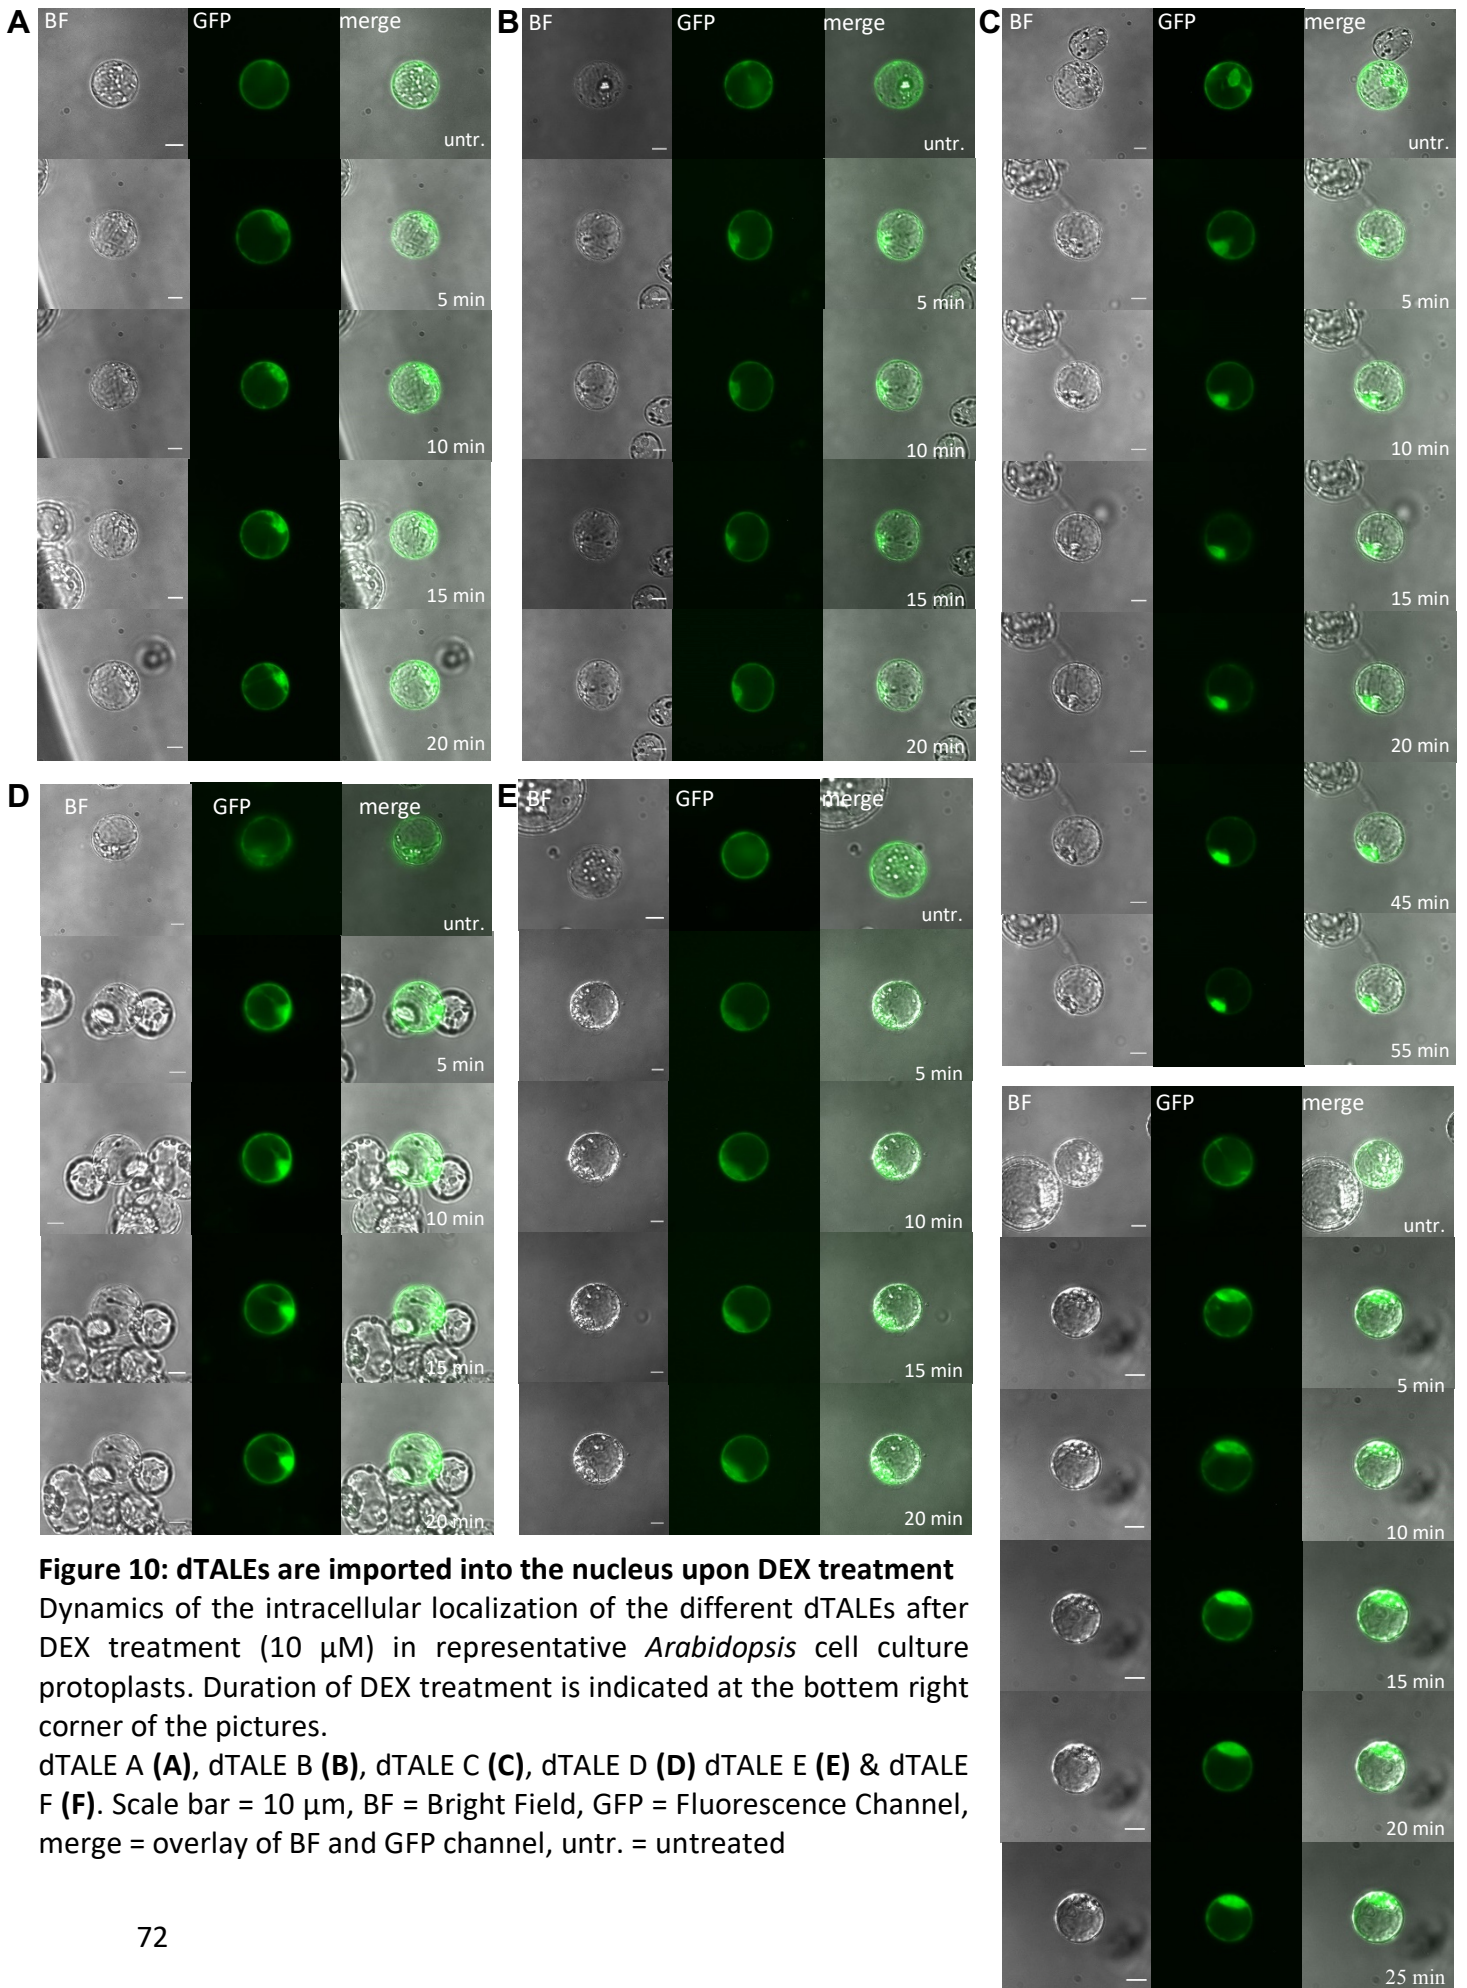 A BF GFP merge
untr.
5 min
10 min
15 min
20 min
B BF GFP merge
untr.
5 min
10 min
15 min
20 min
C BF GFP merge
untr.
5 min
10 min
15 min
20 min
45 min
55 min
D BF GFP merge
untr.
5 min
10 min
15 min
20 min
E BF GFP merge
untr.
5 min
10 min
15 min
20 min
BF GFP merge
untr.
5 min
10 min
15 min
20 min
25 min
Figure 10: dTALEs are imported into the nucleus upon DEX treatment
Dynamics of the intracellular localization of the different dTALEs after
DEX treatment (10 µM) in representative Arabidopsis cell culture
protoplasts. Duration of DEX treatment is indicated at the bottom right
corner of the pictures.
dTALE A (A), dTALE B (B), dTALE C (C), dTALE D (D) dTALE E (E) & dTALE
F (F). Scale bar = 10 µm, BF = Bright Field, GFP = Fluorescence Channel,
merge = overlay of BF and GFP channel, untr. = untreated
72